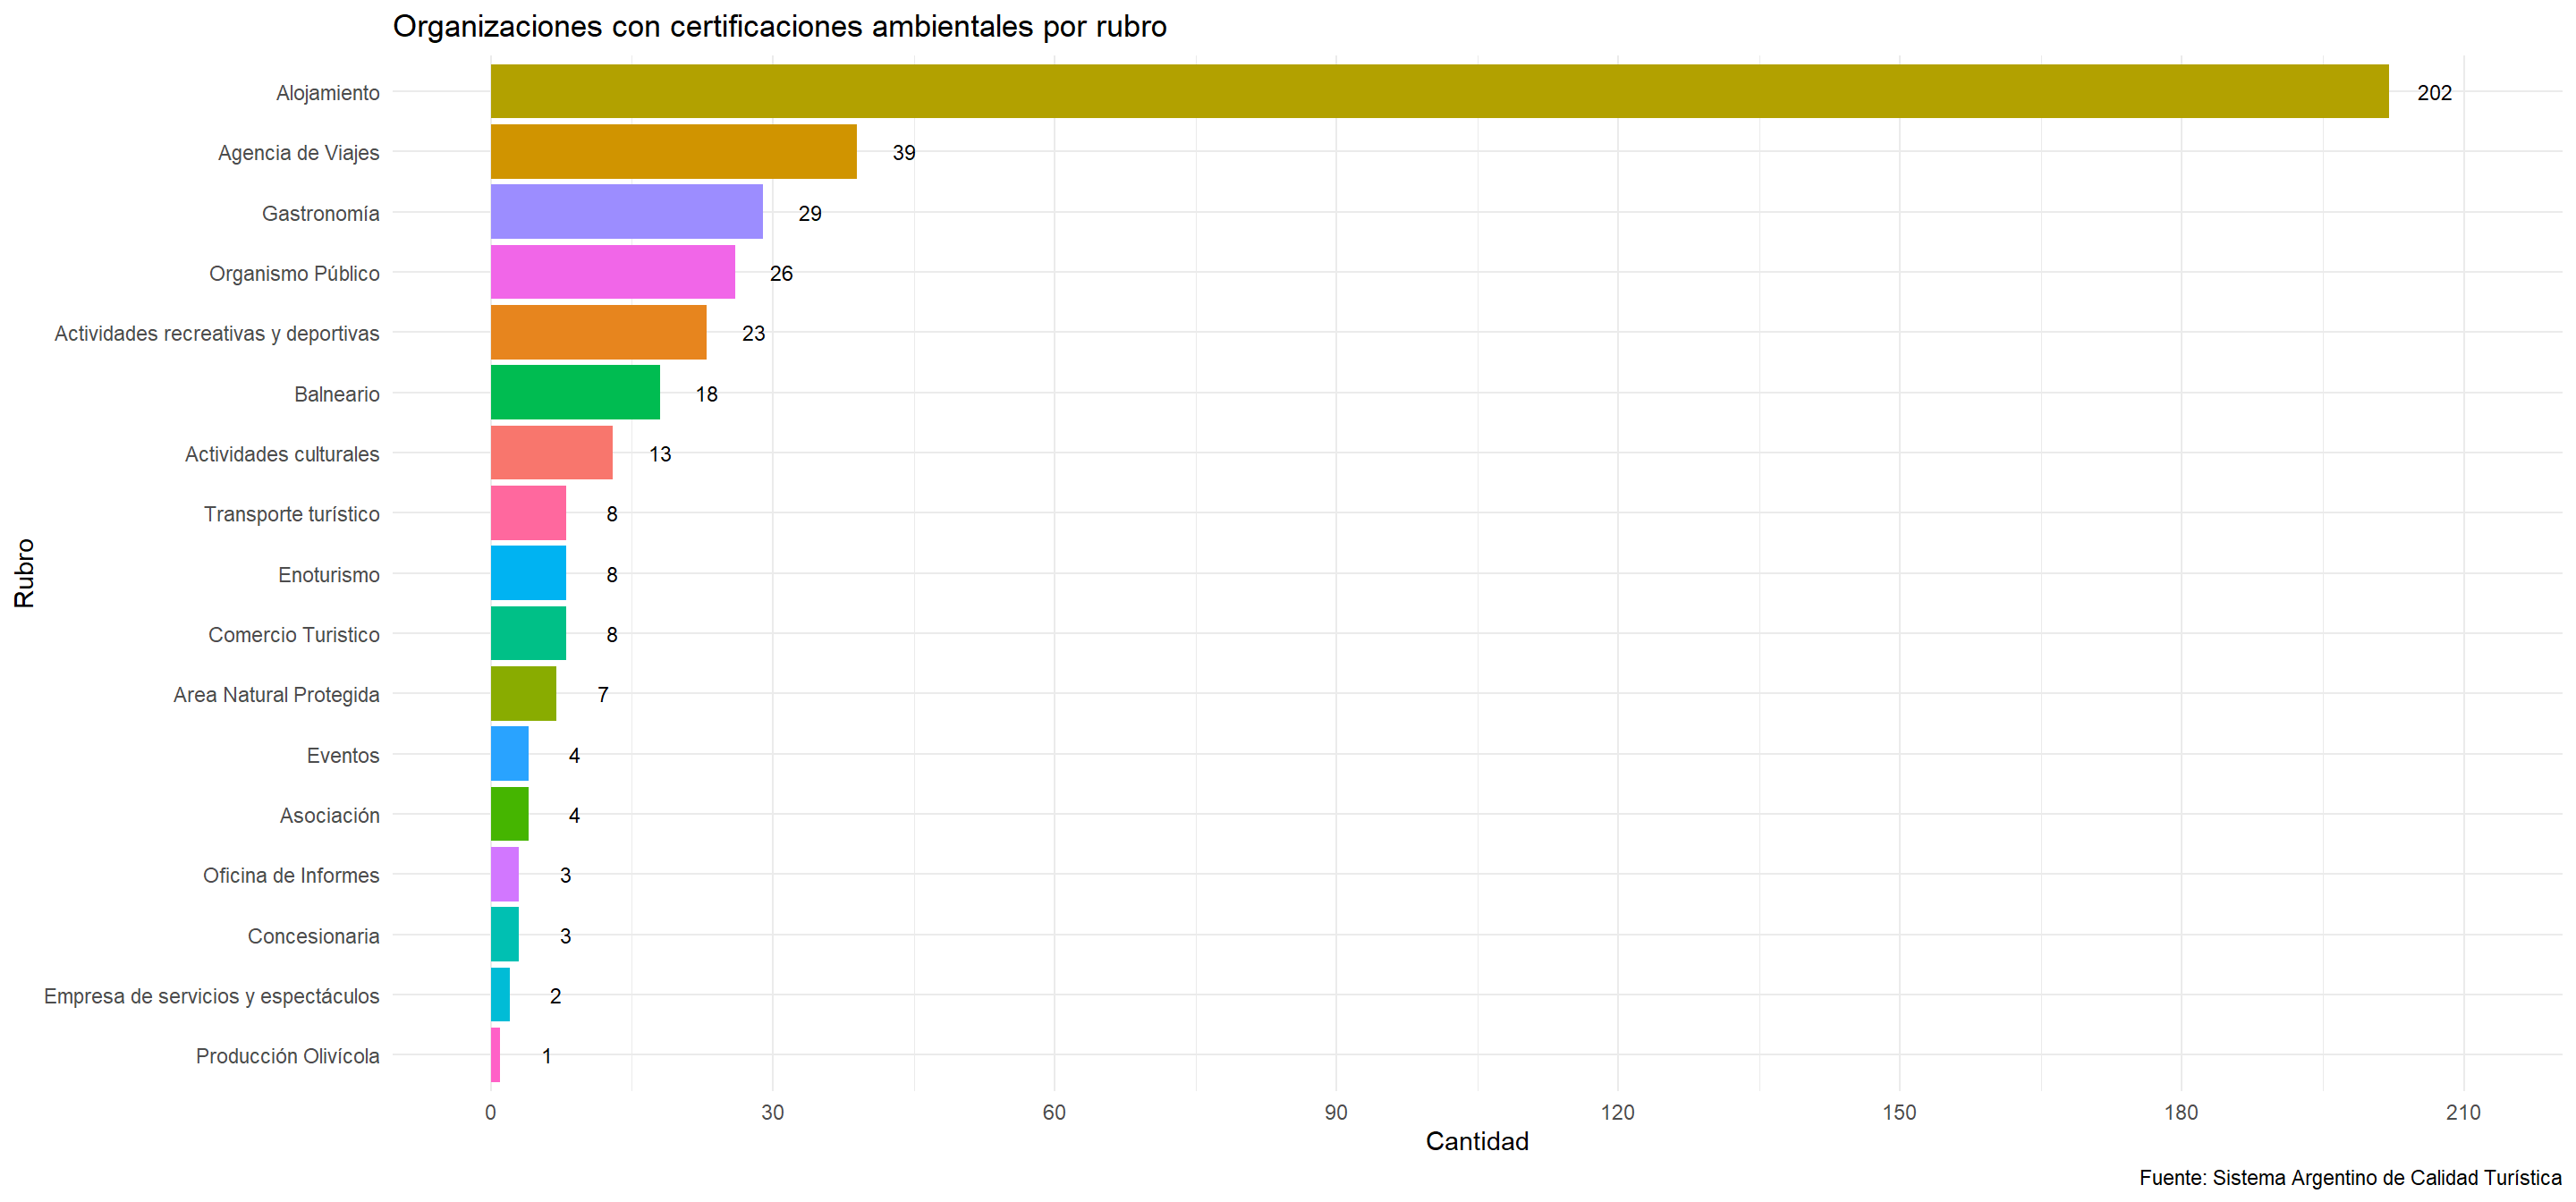 Organizaciones con certificaciones ambientales por rubro
Alojamiento 202
Agencia de Viajes 39
Gastronomía 29
Organismo Público 26
Actividades recreativas y deportivas 23
Balneario 18
Actividades culturales 13
Transporte turístico 8
Enoturismo 8
Comercio Turistico 8
Area Natural Protegida 7
Eventos 4
Asociación 4
Oficina de Informes 3
Concesionaria 3
Empresa de servicios y espectáculos 2
Producción Olivícola 1
Rubro
0 30 60 90 120 150 180 210
Cantidad
Fuente: Sistema Argentino de Calidad Turística